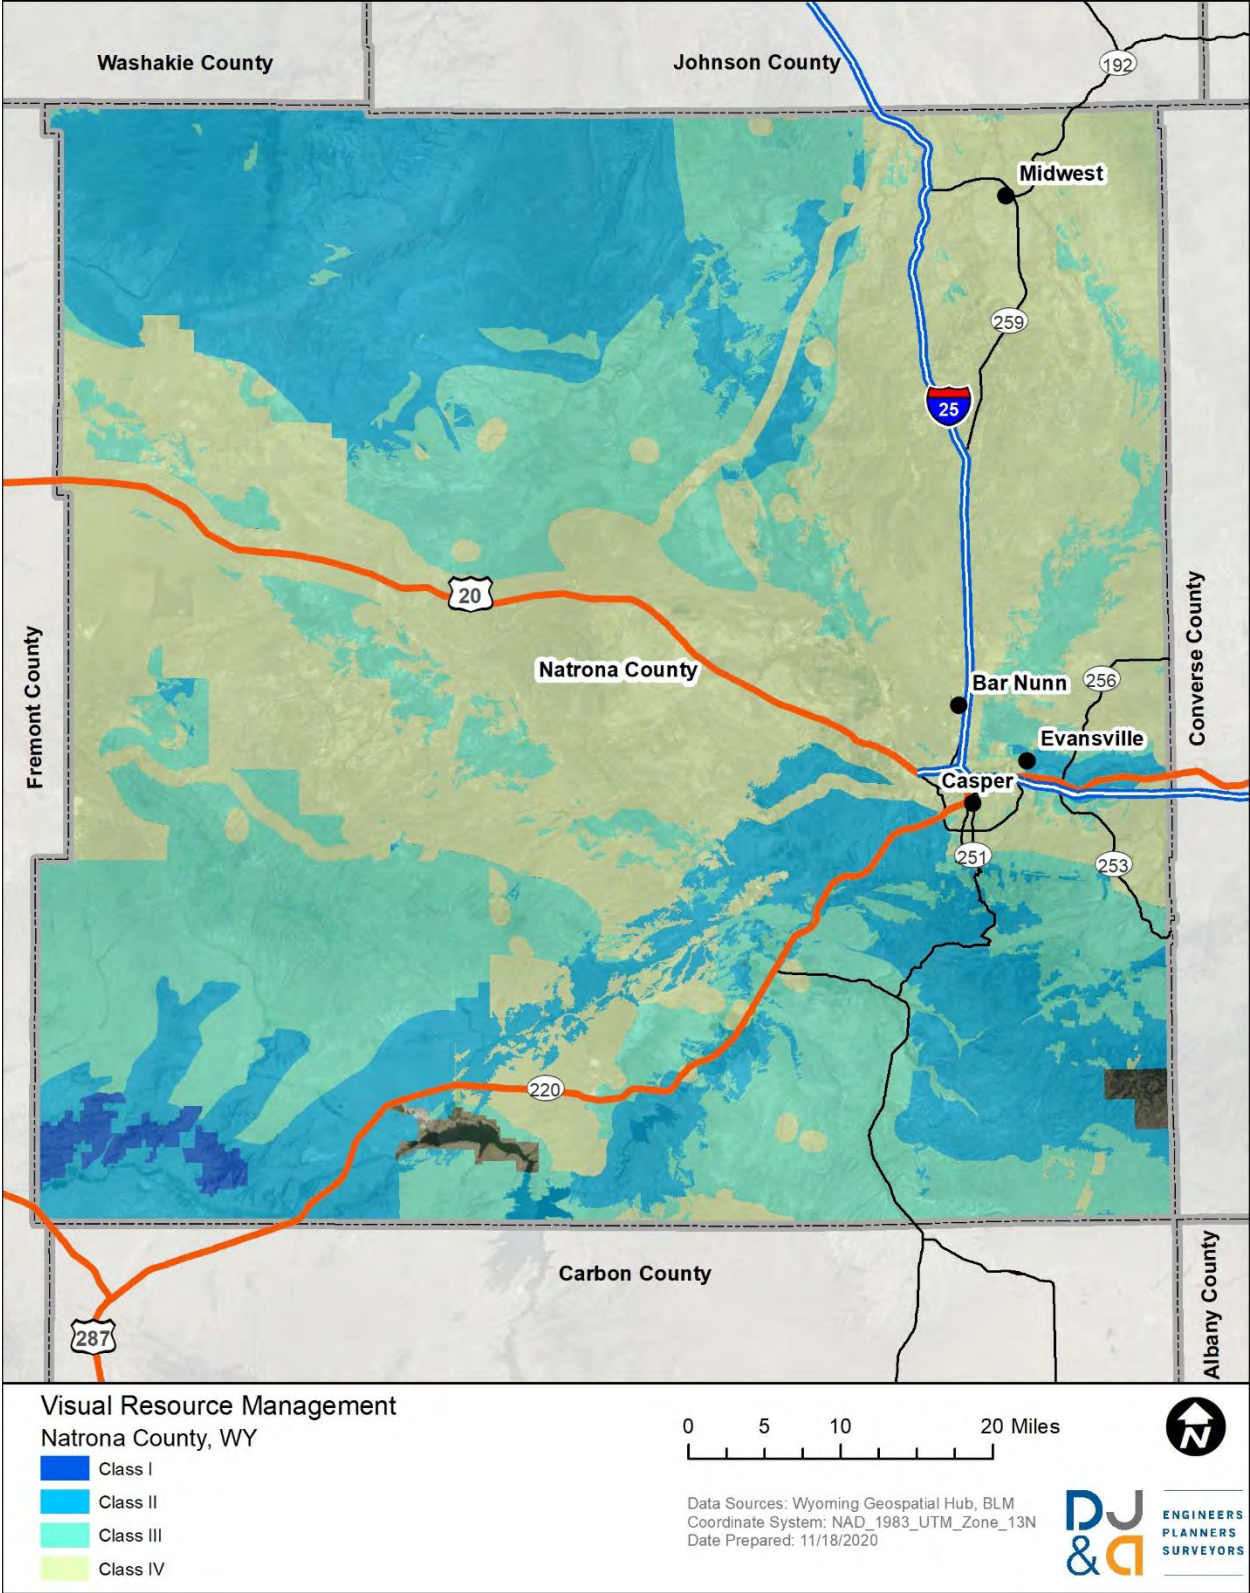 Washakie County
Johnson County
192
Midwest
259
25
20
Natrona County
Fremont County
Converse County
Bar Nunn
256
Evansville
Casper
251
253
220
Carbon County
Albany County
287
Visual Resource Management
Natrona County, WY
Class I
Class II
Class III
Class IV
0 5 10 20 Miles
N
Data Sources: Wyoming Geospatial Hub, BLM
Coordinate System: NAD_1983_UTM_Zone_13N
Date Prepared: 11/18/2020
DJ
&a
ENGINEERS
PLANNERS
SURVEYORS